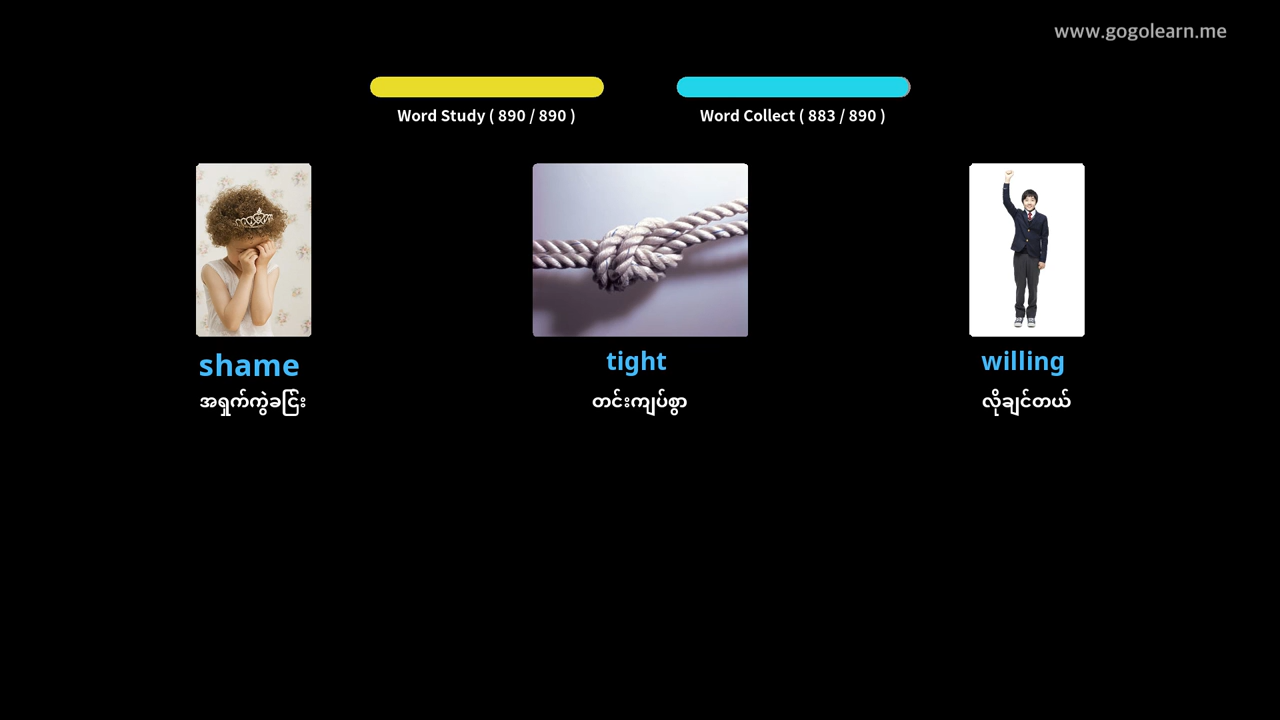 www.gogolearn.me
Word Study ( 890 / 890 )
Word Collect ( 883 / 890 )
shame
tight
willing
အရှက်ကွဲခငြ်း
တင်းကျပ်စွာ
လိုချင်တယ်